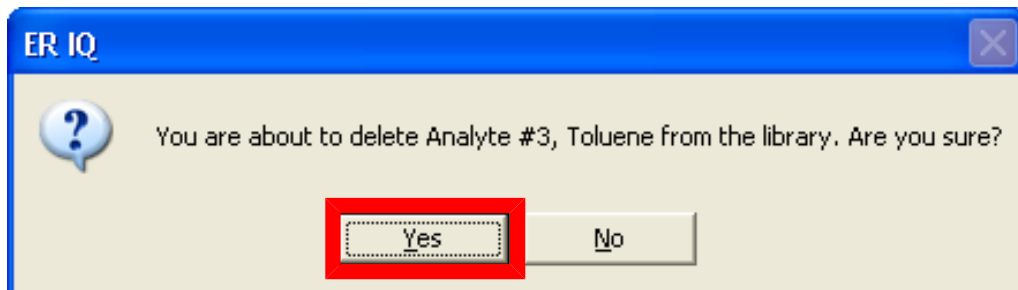 ER IQ
You are about to delete Analyte #3, Toluene from the library. Are you sure?
Yes
No